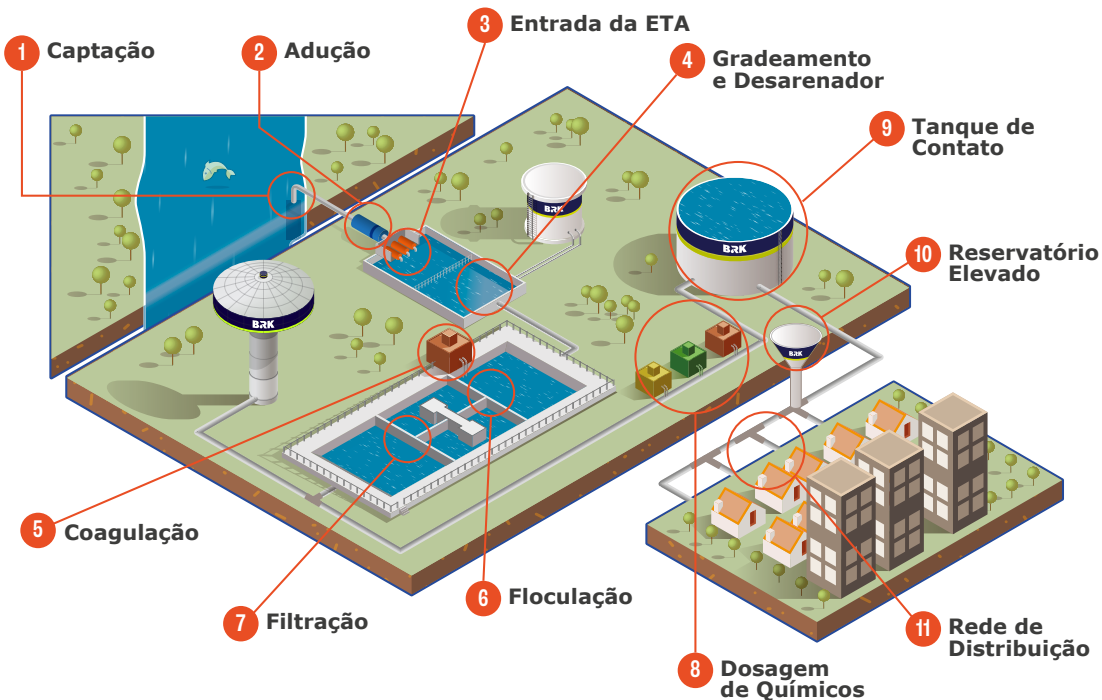 1 Captação
2 Adução
3 Entrada da ETA
4 Gradeamento
e Desarenador
9 Tanque de
Contato
BRK
BRK
BRK
10 Reservatório
Elevado
BRK
5 Coagulação
6 Floculação
7 Filtração
11 Rede de
Distribuição
8 Dosagem
de Químicos